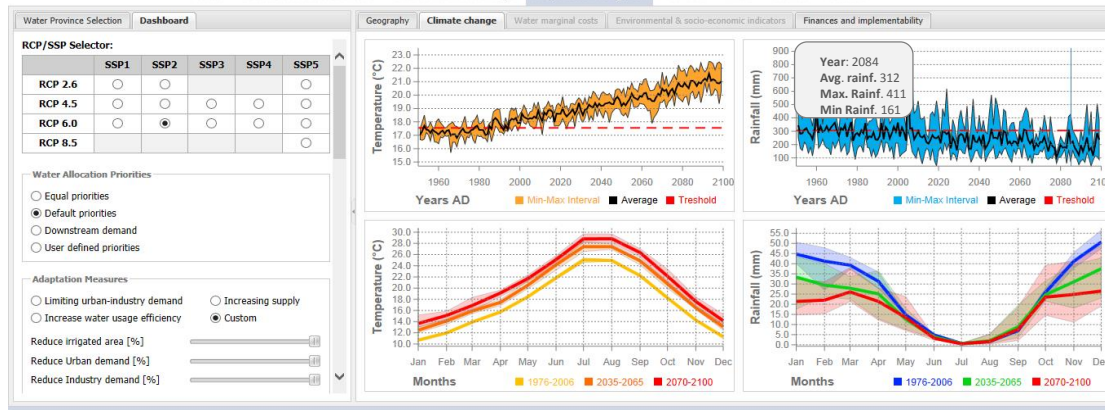 Water Province Selection Dashboard
RCP/SSP Selector:
SSP1 SSP2 SSP3 SSP4 SSP5
RCP 2.6
RCP 4.5
RCP 6.0
RCP 8.5
Water Allocation Priorities
Equal priorities
Default priorities
Downstream demand
User defined priorities
Adaptation Measures
Limiting urban-industry demand Increasing supply
Increase water usage efficiency Custom
Reduce irrigated area [%]
Reduce Urban demand [%]
Reduce Industry demand [%]
Geography Climate change Water marginal costs Environmental & socio-economic indicators Finances and implementability
Temperature (°C)
23.0
22.0
21.0
20.0
19.0
18.0
17.0
16.0
15.0
1960 1980 2000 2020 2040 2060 2080 2100
Years AD Min-Max Interval Average Treshold
Rainfall (mm)
900
800
700
600
500
400
300
200
100
Year: 2084
Avg. rainf. 312
Max. Rainf. 411
Min Rainf. 161
1960 1980 2000 2020 2040 2060 2080 210
Years AD Min-Max Interval Average Treshold
Temperature (°C)
30.0
28.0
26.0
24.0
22.0
20.0
18.0
16.0
14.0
12.0
10.0
Jan Feb Mar Apr May Jun Jul Aug Sep Oct Nov Dec
Months 1976-2006 2035-2065 2070-2100
Rainfall (mm)
55.0
50.0
45.0
40.0
35.0
30.0
25.0
20.0
15.0
10.0
5.0
0.0
Jan Feb Mar Apr May Jun Jul Aug Sep Oct Nov Dec
Months 1976-2006 2035-2065 2070-2100